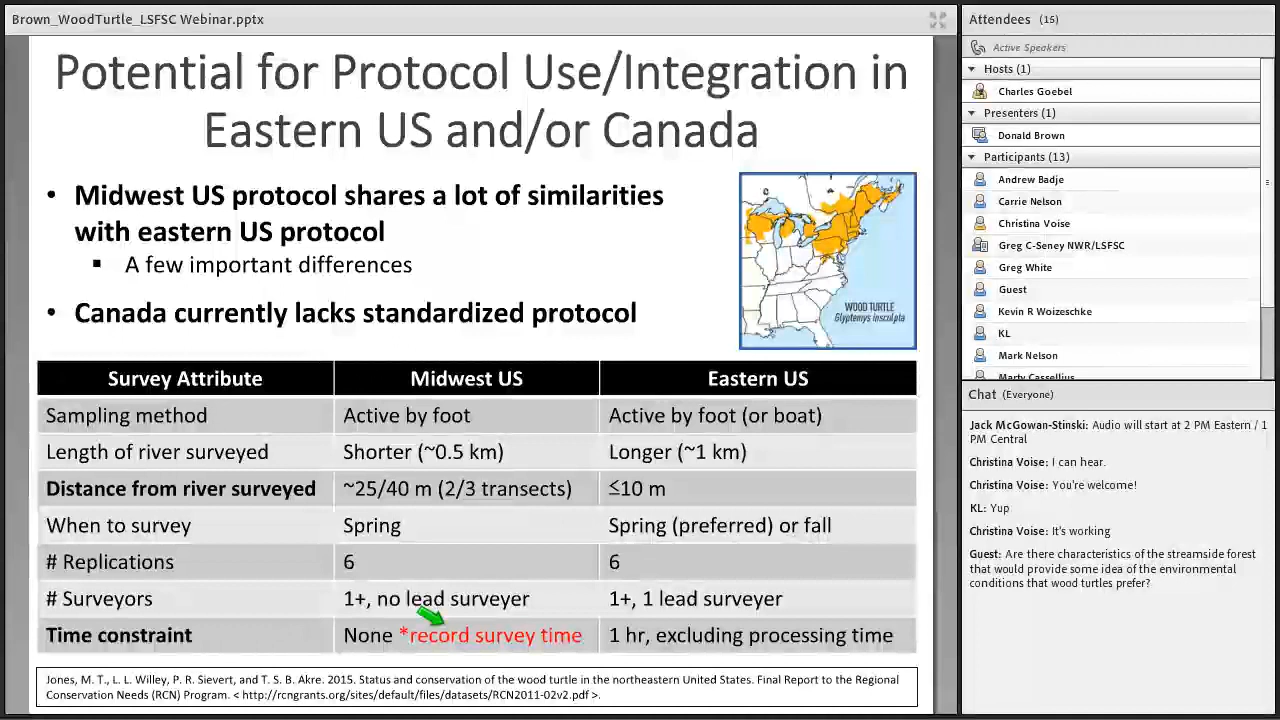 Brown_WoodTurtle_LSFSC Webinar.pptx
Potential for Protocol Use/Integration in
Eastern US and/or Canada
• Midwest US protocol shares a lot of similarities
with eastern US protocol
▪ A few important differences
• Canada currently lacks standardized protocol
WOOD TURTLE
Glyptemys insculpta
Survey Attribute Midwest US Eastern US
Sampling method Active by foot Active by foot (or boat)
Length of river surveyed Shorter (~0.5 km) Longer (~1 km)
Distance from river surveyed ~25/40 m (2/3 transects) ≤10 m
When to survey Spring Spring (preferred) or fall
# Replications 6 6
# Surveyors 1+, no lead surveyer 1+, 1 lead surveyer
Time constraint None *record survey time 1 hr, excluding processing time
Jones, M. T., L. L. Willey, P. R. Sievert, and T. S. B. Akre. 2015. Status and conservation of the wood turtle in the northeastern United States. Final Report to the Regional
Conservation Needs (RCN) Program. < http://rcngrants.org/sites/default/files/datasets/RCN2011-02v2.pdf >.
Attendees (15)
Active Speakers
Hosts (1)
Charles Goebel
Presenters (1)
Donald Brown
Participants (13)
Andrew Badje
Carrie Nelson
Christina Voise
Greg C-Seney NWR/LSFSC
Greg White
Guest
Kevin R Woizeschke
KL
Mark Nelson
Marty Cassellius
Chat (Everyone)
Jack McGowan-Stinski: Audio will start at 2 PM Eastern / 1
PM Central
Christina Voise: I can hear.
Christina Voise: You're welcome!
KL: Yup
Christina Voise: It's working
Guest: Are there characteristics of the streamside forest
that would provide some idea of the environmental
conditions that wood turtles prefer?